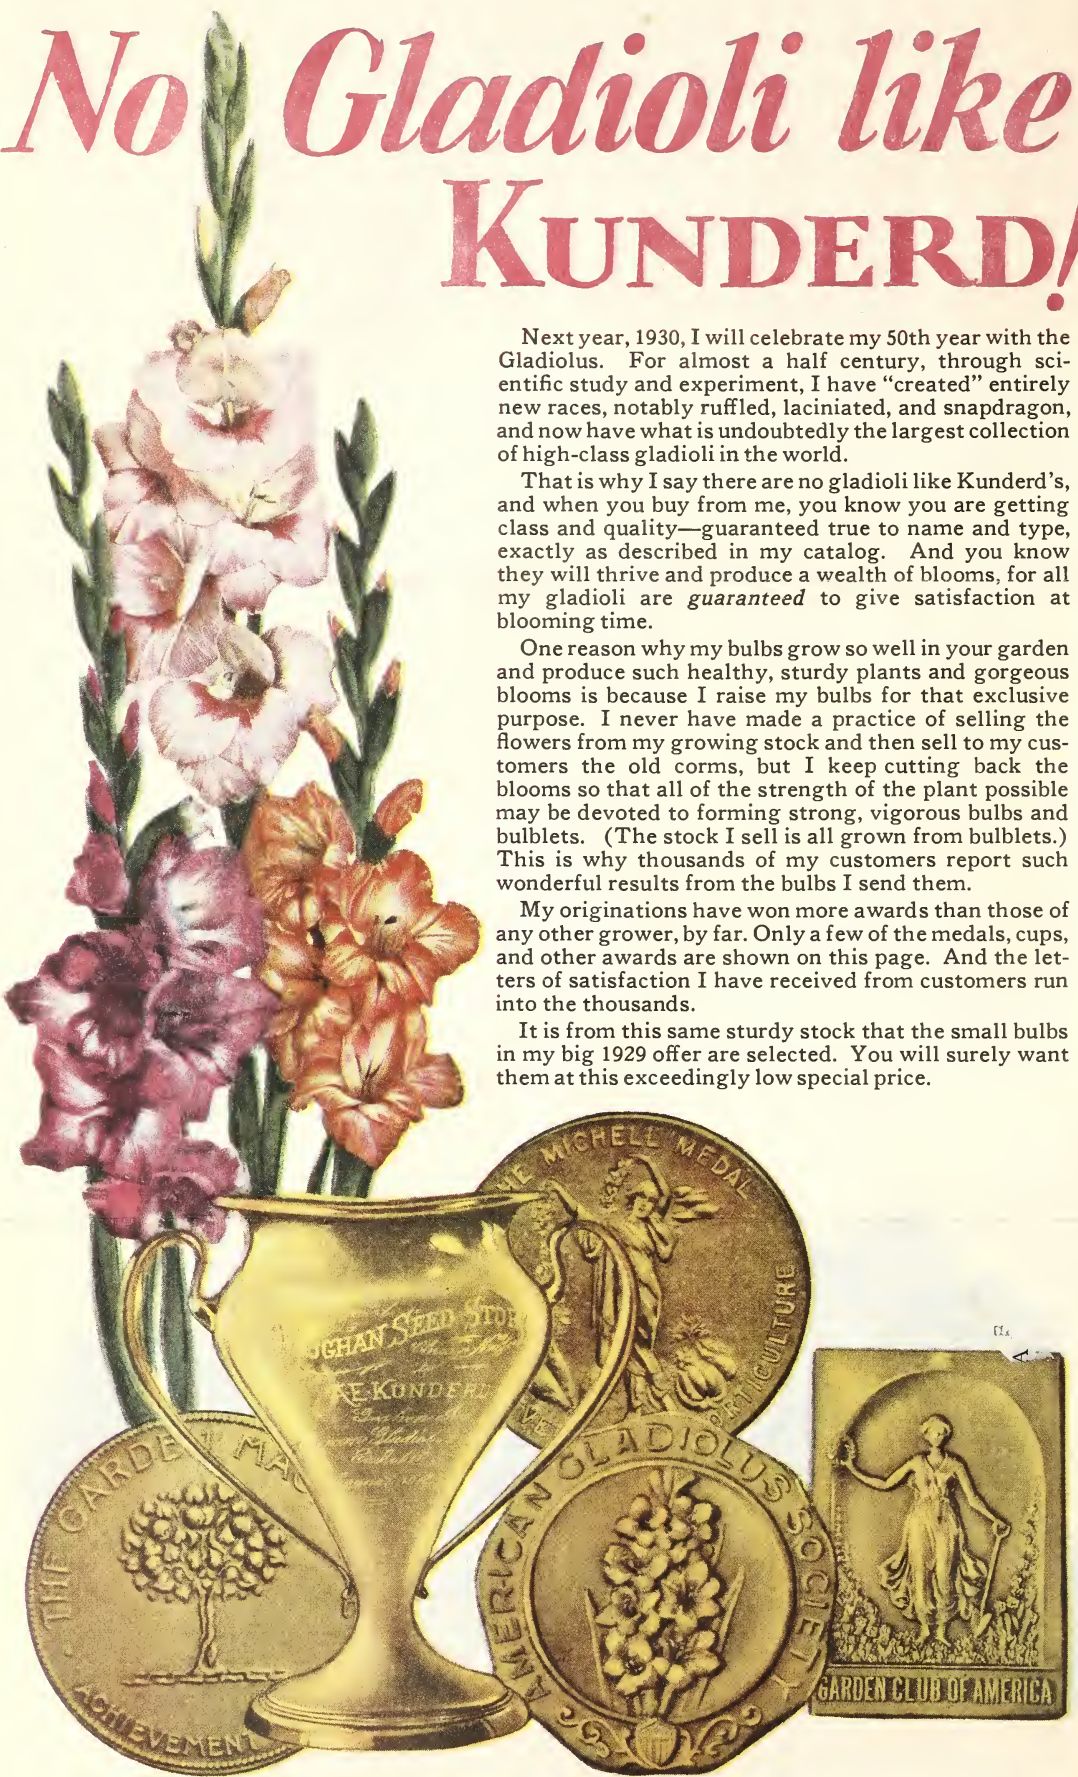 No Gladioli like
KUNDERD!
Next year, 1930, I will celebrate my 50th year with the
Gladiolus. For almost a half century, through sci-
entific study and experiment, I have “created” entirely
new races, notably ruffled, laciniated, and snapdragon,
and now have what is undoubtedly the largest collection
of high-class gladioli in the world.
That is why I say there are no gladioli like Kunderd's,
and when you buy from me, you know you are getting
class and quality—guaranteed true to name and type,
exactly as described in my catalog. And you know
they will thrive and produce a wealth of blooms, for all
my gladioli are guaranteed to give satisfaction at
blooming time.
One reason why my bulbs grow so well in your garden
and produce such healthy, sturdy plants and gorgeous
blooms is because I raise my bulbs for that exclusive
purpose. I never have made a practice of selling the
flowers from my growing stock and then sell to my cus-
tomers the old corms, but I keep cutting back the
blooms so that all of the strength of the plant possible
may be devoted to forming strong, vigorous bulbs and
bulblets. (The stock I sell is all grown from bulblets.)
This is why thousands of my customers report such
wonderful results from the bulbs I send them.
My originations have won more awards than those of
any other grower, by far. Only a few of the medals, cups,
and other awards are shown on this page. And the let-
ters of satisfaction I have received from customers run
into the thousands.
It is from this same sturdy stock that the small bulbs
in my big 1929 offer are selected. You will surely want
them at this exceedingly low special price.
HE MICHELL MEDAL
ORTICULTURE
UGHAN SEED STOR
A.E. KUNDERD
THE GARDEN MAG
ACHIEVEMENT
AMERICAN GLADIOLUS SOCIETY
GARDEN CLUB OF AMERICA